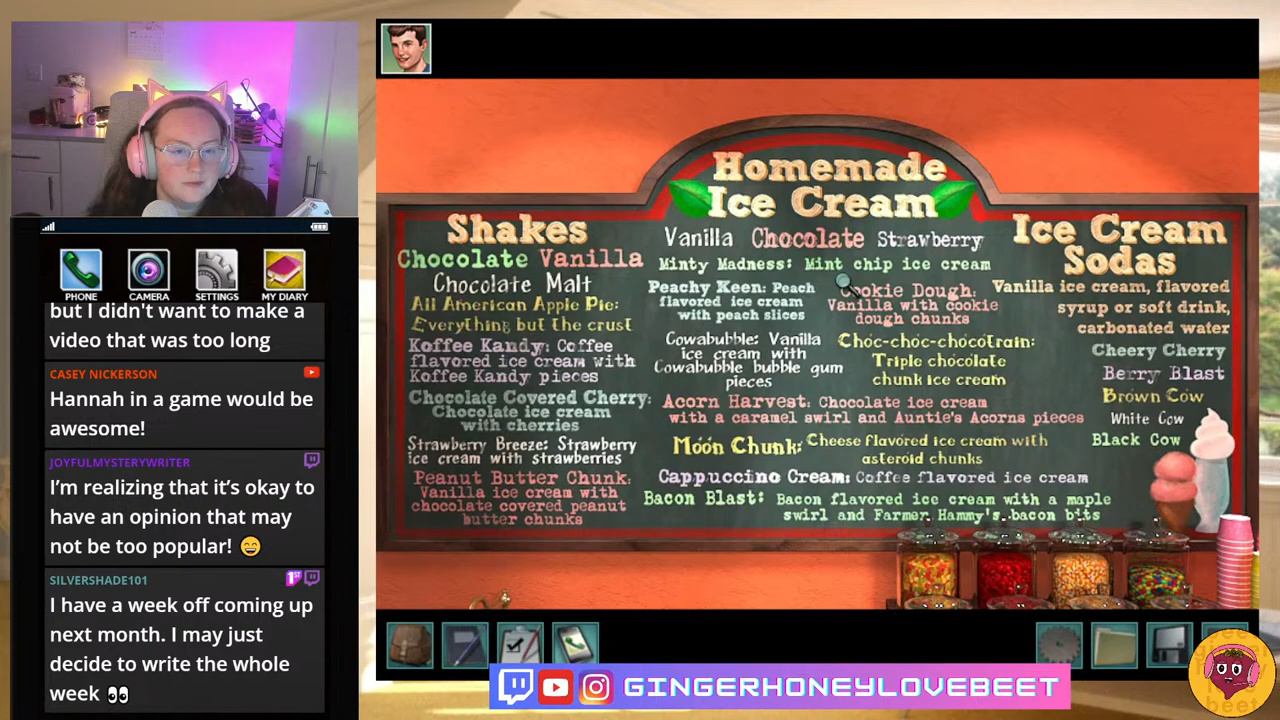 PHONE
CAMERA
SETTINGS
MY DIARY
but I didn't want to make a
video that was too long
CASEY NICKERSON
Hannah in a game would be
awesome!
JOYFULMYSTERYWRITER
I'm realizing that it's okay to
have an opinion that may
not be too popular! 😄
SILVERSHADE101
1ST
I have a week off coming up
next month. I may just
decide to write the whole
week 👀
Shakes
Chocolate Vanilla
Chocolate Malt
All American Apple Pie:
Everything but the crust
Koffee Kandy: Coffee
flavored ice cream with
Koffee Kandy pieces
Chocolate Covered Cherry:
Chocolate ice cream
with cherries
Strawberry Breeze: Strawberry
ice cream with strawberries
Peanut Butter Chunk:
Vanilla ice cream with
chocolate covered peanut
butter chunks
Homemade
Ice Cream
Vanilla Chocolate Strawberry
Minty Madness: Mint chip ice cream
Peachy Keen: Peach
flavored ice cream
with peach slices
Cookie Dough:
Vanilla with cookie
dough chunks
Cowabubble: Vanilla
ice cream with
Cowabubble bubble gum
pieces
Choc-choc-chocotrain:
Triple chocolate
chunk ice cream
Acorn Harvest: Chocolate ice cream
with a caramel swirl and Auntie's Acorns pieces
Moon Chunk: Cheese flavored ice cream with
asteroid chunks
Cappuccino Cream: Coffee flavored ice cream
Bacon Blast: Bacon flavored ice cream with a maple
swirl and Farmer Hammy's bacon bits
Ice Cream
Sodas
Vanilla ice cream, flavored
syrup or soft drink,
carbonated water
Cheery Cherry
Berry Blast
Brown Cow
White Cow
Black Cow
GINGERHONEYLOVEBEET